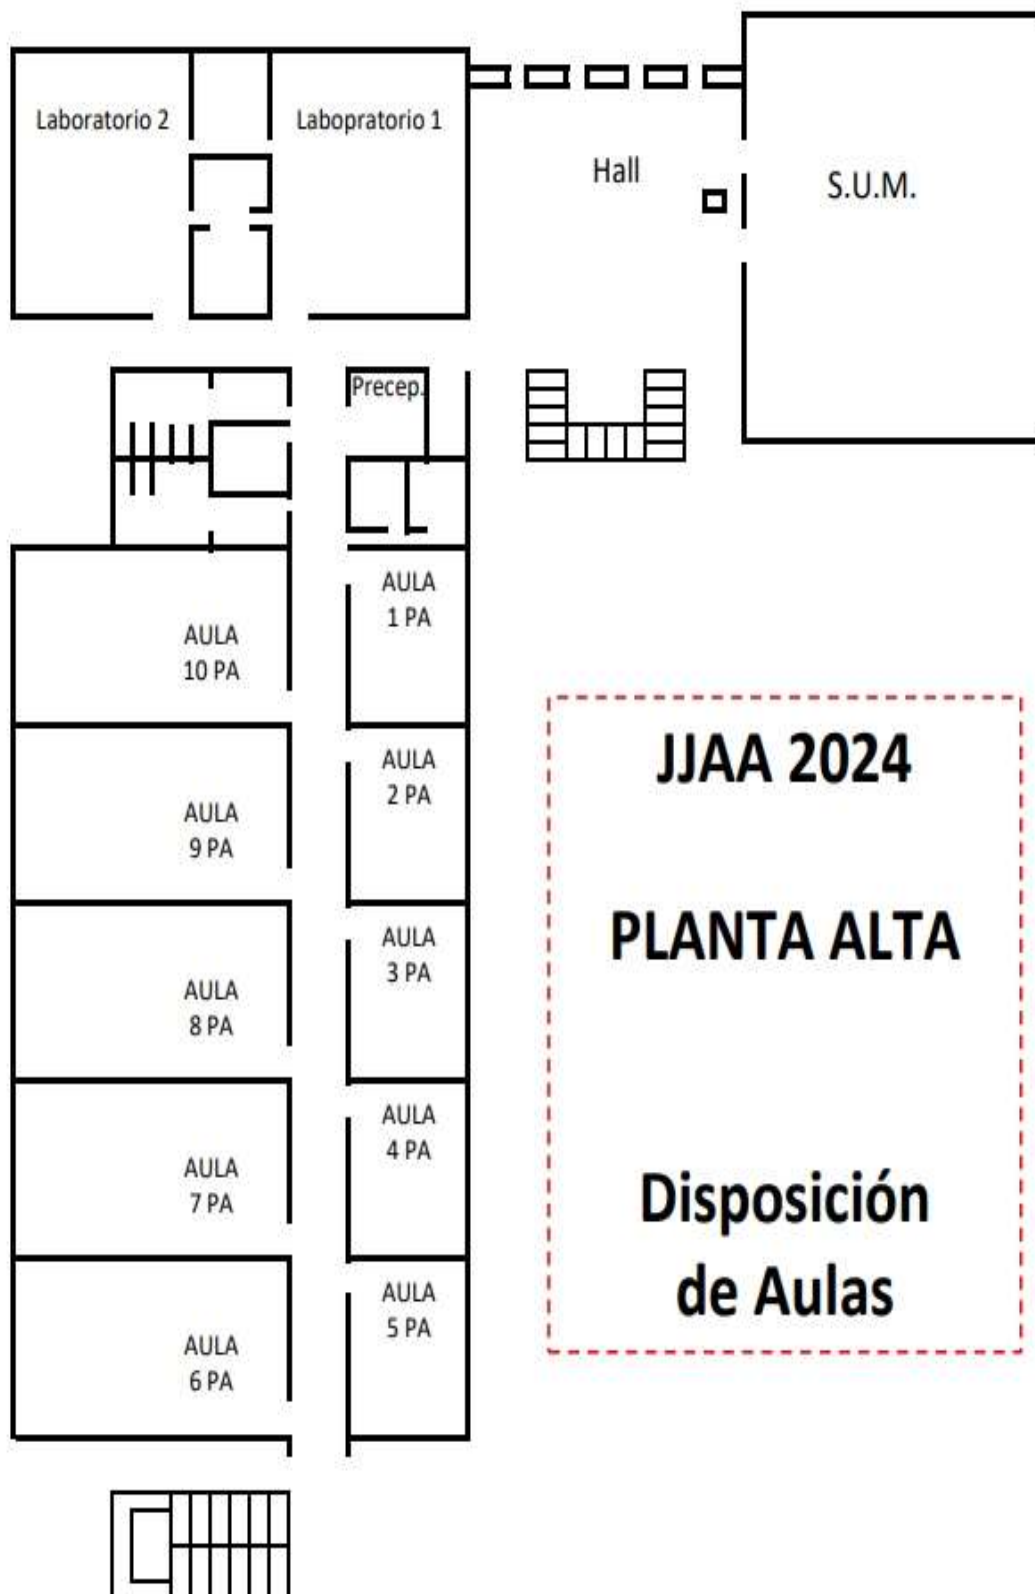 Laboratorio 2
Labopratorio 1
Hall
S.U.M.
Precep.
AULA
1 PA
AULA
10 PA
AULA
2 PA
AULA
9 PA
AULA
3 PA
AULA
8 PA
AULA
4 PA
AULA
7 PA
AULA
5 PA
AULA
6 PA
JJAA 2024
PLANTA ALTA
Disposición
de Aulas